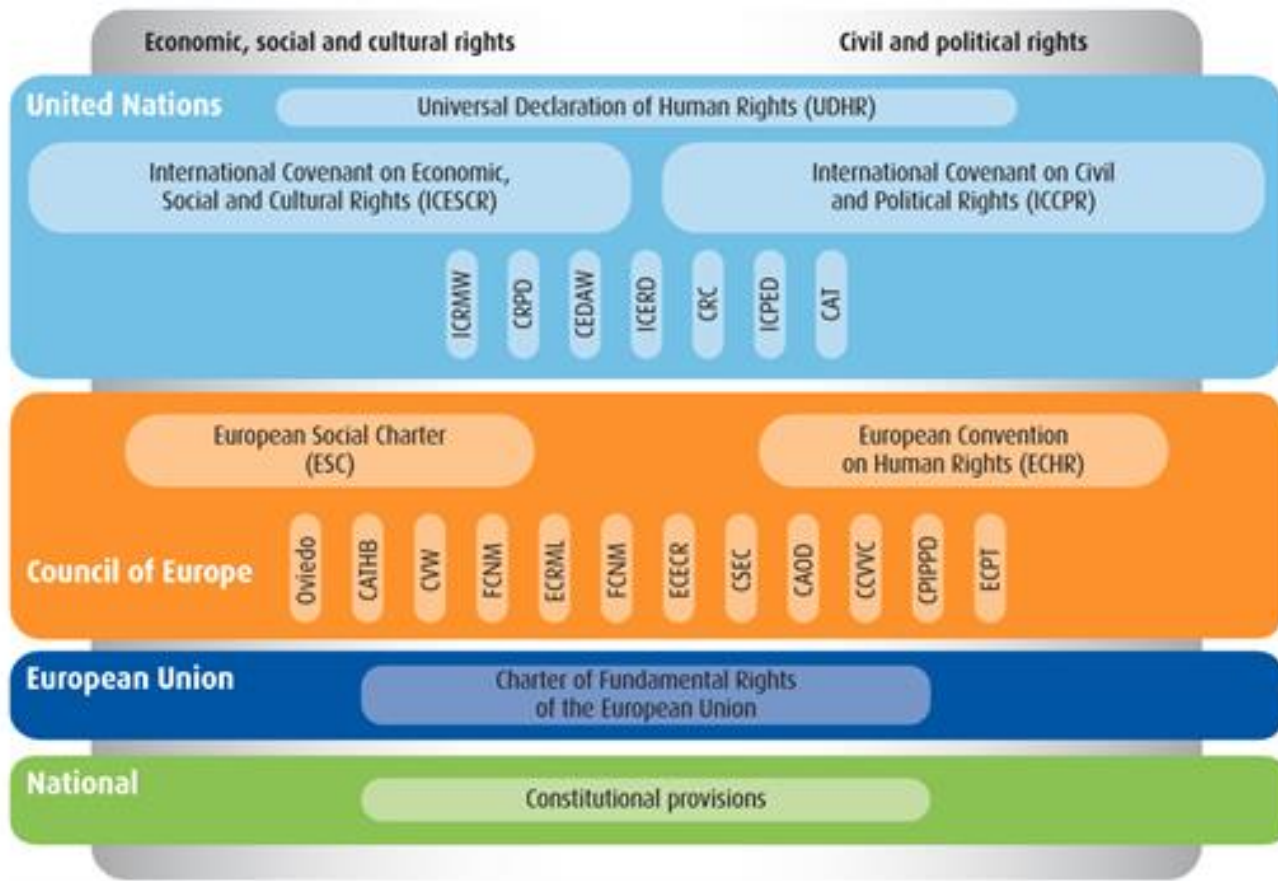 Economic, social and cultural rights
Civil and political rights
United Nations
Universal Declaration of Human Rights (UDHR)
International Covenant on Economic,
Social and Cultural Rights (ICESCR)
International Covenant on Civil
and Political Rights (ICCPR)
ICRMW
CRPD
CEDAW
ICERD
CRC
ICPED
CAT
European Social Charter
(ESC)
European Convention
on Human Rights (ECHR)
Council of Europe
Oviedo
CATHB
CVW
FCNM
ECRML
FCNM
ECECR
CSEC
CAOD
CCVVC
CPIPPD
ECPT
European Union
Charter of Fundamental Rights
of the European Union
National
Constitutional provisions